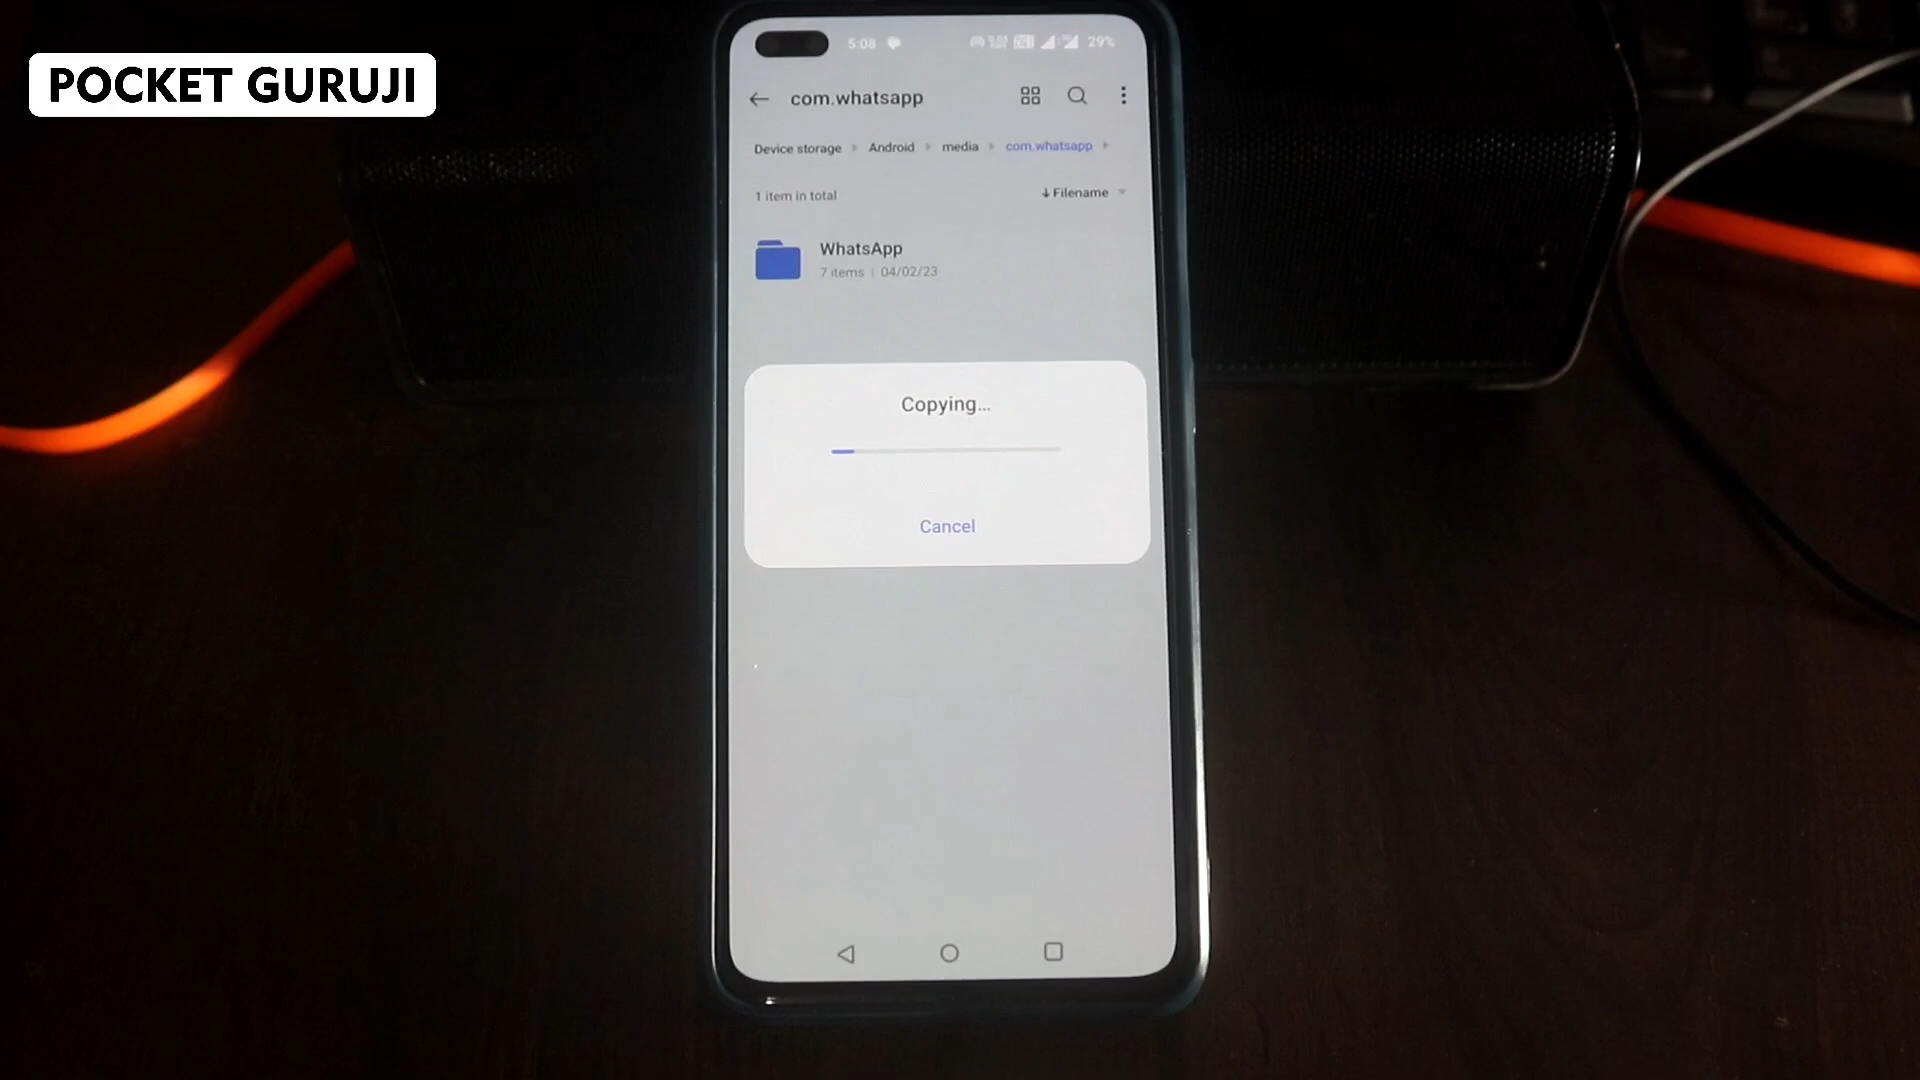 POCKET GURUJI
5:08 29%
com.whatsapp
Device storage Android media com.whatsapp
1 item in total
Filename
WhatsApp
7 items | 04/02/23
Copying...
Cancel